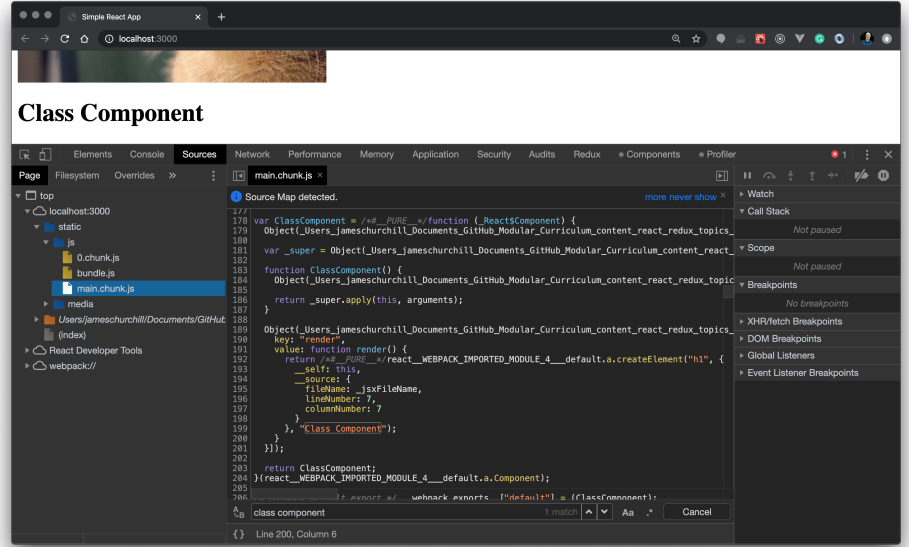 Simple React App
localhost:3000
Class Component
Elements Console Sources Network Performance Memory Application Security Audits Redux Components Profiler 1
Page Filesystem Overrides
top
localhost:3000
static
js
0.chunk.js
bundle.js
main.chunk.js
media
Users/jameschurchill/Documents/GitHub
(index)
React Developer Tools
webpack://
main.chunk.js
Source Map detected. more never show
177
178 var ClassComponent = /*#__PURE__*/function (_React$Component) {
179 Object(_Users_jameschurchill_Documents_GitHub_Modular_Curriculum_content_react_redux_topics_
180
181 var _super = Object(_Users_jameschurchill_Documents_GitHub_Modular_Curriculum_content_react_
182
183 function ClassComponent() {
184 Object(_Users_jameschurchill_Documents_GitHub_Modular_Curriculum_content_react_redux_topic
185
186 return _super.apply(this, arguments);
187 }
188
189 Object(_Users_jameschurchill_Documents_GitHub_Modular_Curriculum_content_react_redux_topics_
190 key: "render",
191 value: function render() {
192 return /*#__PURE__*/react__WEBPACK_IMPORTED_MODULE_4___default.a.createElement("h1", {
193 __self: this,
194 __source: {
195 fileName: _jsxFileName,
196 lineNumber: 7,
197 columnNumber: 7
198 }
199 }, "Class Component");
200 }
201 }]);
202
203 return ClassComponent;
204 }(react__WEBPACK_IMPORTED_MODULE_4___default.a.Component);
205
206 export */ __webpack_exports__["default"] = (ClassComponent);
class component 1 match Aa .* Cancel
{} Line 200, Column 6
Watch
Call Stack
Not paused
Scope
Not paused
Breakpoints
No breakpoints
XHR/fetch Breakpoints
DOM Breakpoints
Global Listeners
Event Listener Breakpoints